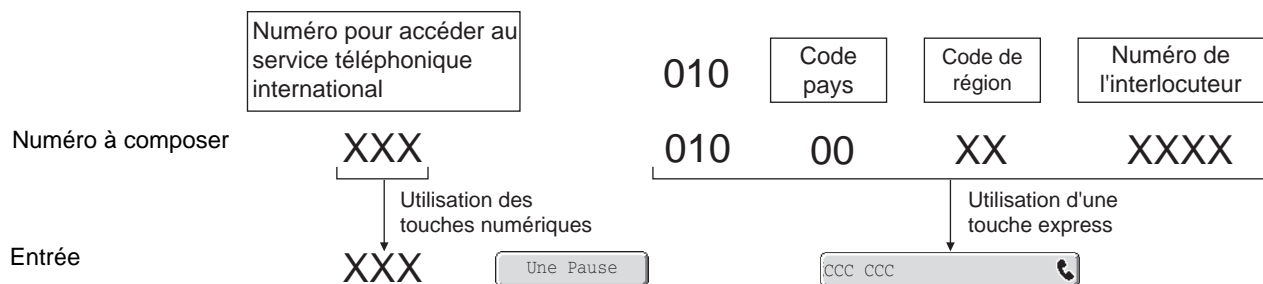 Numéro pour accéder au
service téléphonique
international
010
Code
pays
Code de
région
Numéro de
l'interlocuteur
Numéro à composer
XXX
010
00
XX
XXXX
Utilisation des
touches numériques
Utilisation d'une
touche express
Entrée
XXX
Une Pause
CCC CCC